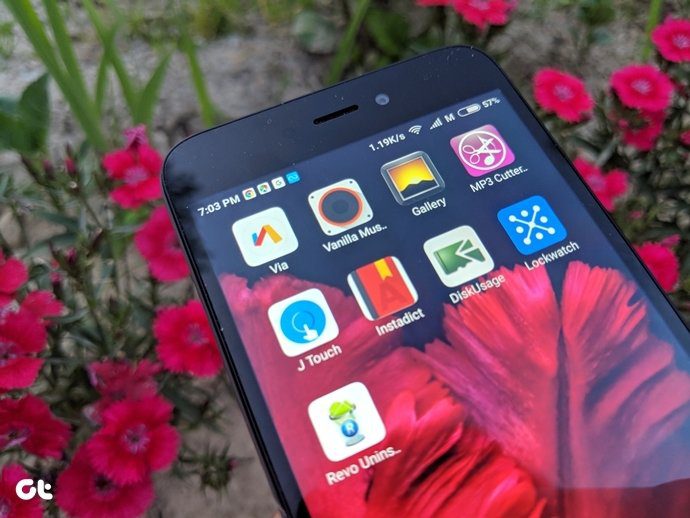 7:03 PM 1.19K/s M 57%
Via Vanilla Mus.. Gallery MP3 Cutter..
J Touch Instadict DiskUsage Lockwatch
Revo Unins..
GT